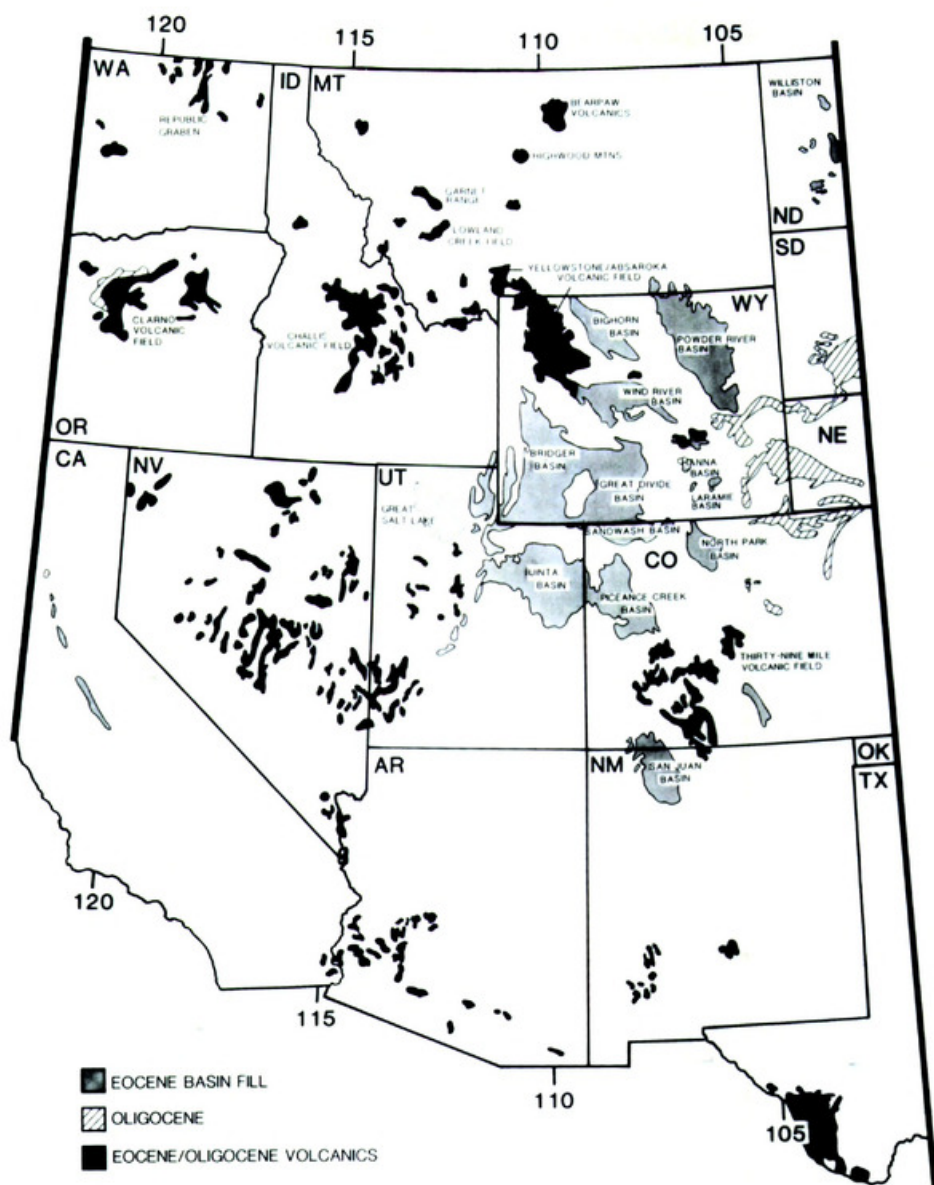 120
115
110
105
WA
ID
MT
WILLISTON
BASIN
BEARPAW
VOLCANICS
REPUBLIC
GRABEN
HIGHWOOD MTNS
GARNET
RANGE
ND
LOWLAND
CREEK FIELD
SD
YELLOWSTONE/ABSAROKA
VOLCANIC FIELD
WY
BIGHORN
BASIN
CLARNO
VOLCANIC
FIELD
CHALLIC
VOLCANIC FIELD
POWDER RIVER
BASIN
WIND RIVER
BASIN
OR
NE
CA
NV
UT
BRIDGER
BASIN
HANNA
BASIN
GREAT DIVIDE
BASIN
LARAMIE
BASIN
GREAT
SALT LAKE
SANDWASH BASIN
NORTH PARK
BASIN
CO
UINTA
BASIN
PICEANCE CREEK
BASIN
THIRTY-NINE MILE
VOLCANIC FIELD
AR
NM
SAN JUAN
BASIN
OK
TX
120
115
110
105
EOCENE BASIN FILL
OLIGOCENE
EOCENE/OLIGOCENE VOLCANICS